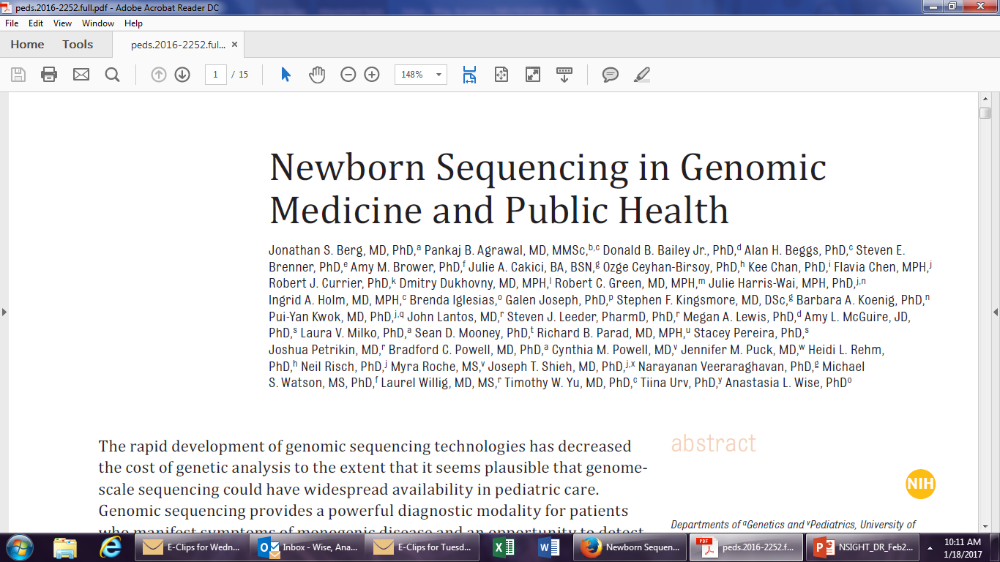 peds.2016-2252.full.pdf - Adobe Acrobat Reader DC
File Edit View Window Help
Home Tools peds.2016-2252.ful... ×
1 / 15 148%
Newborn Sequencing in Genomic
Medicine and Public Health
Jonathan S. Berg, MD, PhD,a Pankaj B. Agrawal, MD, MMSc,b,c Donald B. Bailey Jr., PhD,d Alan H. Beggs, PhD,c Steven E.
Brenner, PhD,e Amy M. Brower, PhD,f Julie A. Cakici, BA, BSN,g Ozge Ceyhan-Birsoy, PhD,h Kee Chan, PhD,i Flavia Chen, MPH,j
Robert J. Currier, PhD,k Dmitry Dukhovny, MD, MPH,l Robert C. Green, MD, MPH,m Julie Harris-Wai, MPH, PhD,j,n
Ingrid A. Holm, MD, MPH,c Brenda Iglesias,o Galen Joseph, PhD,p Stephen F. Kingsmore, MD, DSc,g Barbara A. Koenig, PhD,n
Pui-Yan Kwok, MD, PhD,j,q John Lantos, MD,r Steven J. Leeder, PharmD, PhD,r Megan A. Lewis, PhD,d Amy L. McGuire, JD,
PhD,s Laura V. Milko, PhD,a Sean D. Mooney, PhD,t Richard B. Parad, MD, MPH,u Stacey Pereira, PhD,s
Joshua Petrikin, MD,r Bradford C. Powell, MD, PhD,a Cynthia M. Powell, MD,v Jennifer M. Puck, MD,w Heidi L. Rehm,
PhD,h Neil Risch, PhD,j Myra Roche, MS,v Joseph T. Shieh, MD, PhD,j,x Narayanan Veeraraghavan, PhD,g Michael
S. Watson, MS, PhD,f Laurel Willig, MD, MS,r Timothy W. Yu, MD, PhD,c Tiina Urv, PhD,y Anastasia L. Wise, PhDo
The rapid development of genomic sequencing technologies has decreased
the cost of genetic analysis to the extent that it seems plausible that genome-
scale sequencing could have widespread availability in pediatric care.
Genomic sequencing provides a powerful diagnostic modality for patients
who manifest symptoms of monogenic disease and an opportunity to detect
abstract
NIH
Departments of aGenetics and vPediatrics, University of
E-Clips for Wedn... Inbox - Wise, Ana... E-Clips for Tuesd... Newborn Sequen... peds.2016-2252.f... NSIGHT_DR_Feb2... 10:11 AM
1/18/2017